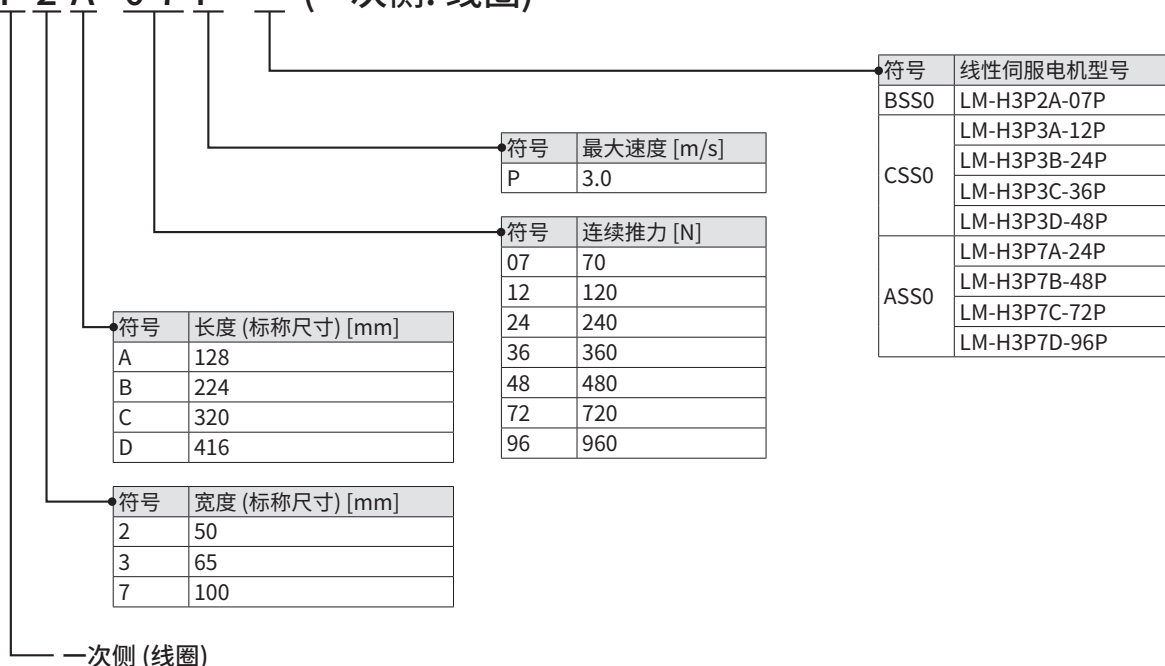 符号 线性伺服电机型号
BSS0 LM-H3P2A-07P
CSS0 LM-H3P3A-12P
LM-H3P3B-24P
LM-H3P3C-36P
LM-H3P3D-48P
ASS0 LM-H3P7A-24P
LM-H3P7B-48P
LM-H3P7C-72P
LM-H3P7D-96P
符号 最大速度 [m/s]
P 3.0
符号 连续推力 [N]
07 70
12 120
24 240
36 360
48 480
72 720
96 960
符号 长度 (标称尺寸) [mm]
A 128
B 224
C 320
D 416
符号 宽度 (标称尺寸) [mm]
2 50
3 65
7 100
一次侧 (线圈)